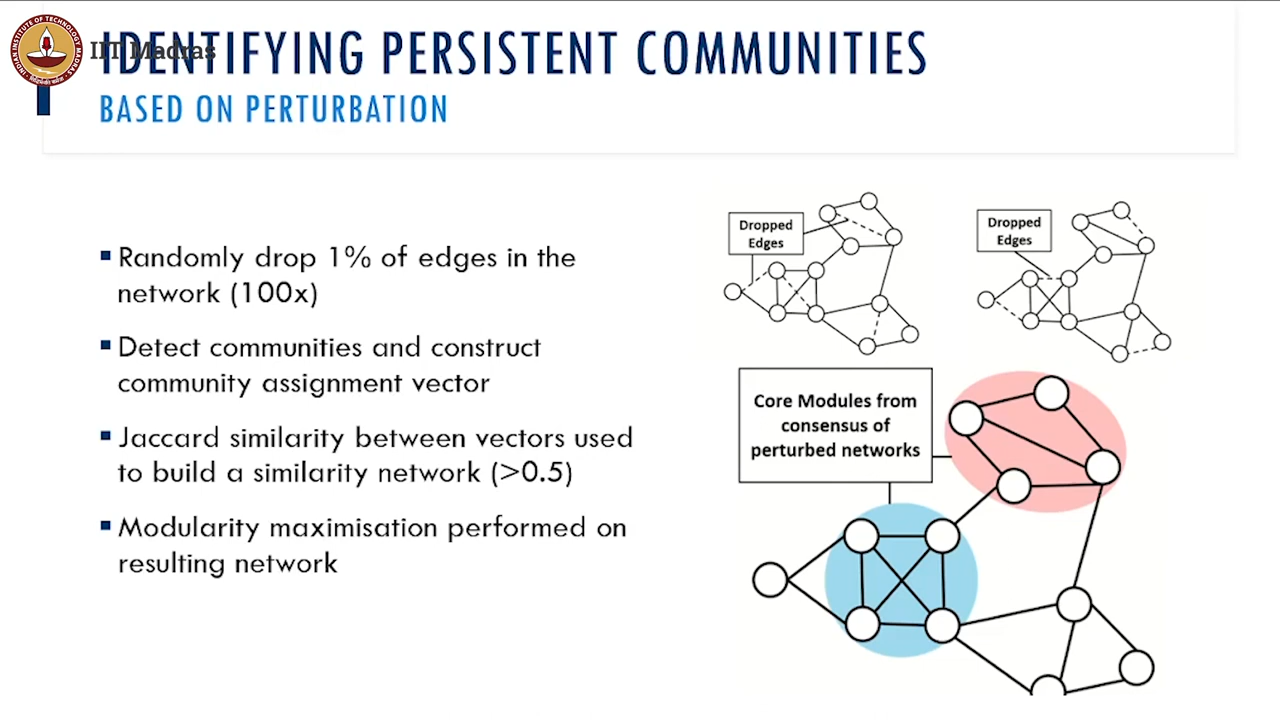 IIT Madras
IDENTIFYING PERSISTENT COMMUNITIES
BASED ON PERTURBATION
Randomly drop 1% of edges in the
network (100x)
Detect communities and construct
community assignment vector
Jaccard similarity between vectors used
to build a similarity network (>0.5)
Modularity maximisation performed on
resulting network
Dropped
Edges
Dropped
Edges
Core Modules from
consensus of
perturbed networks